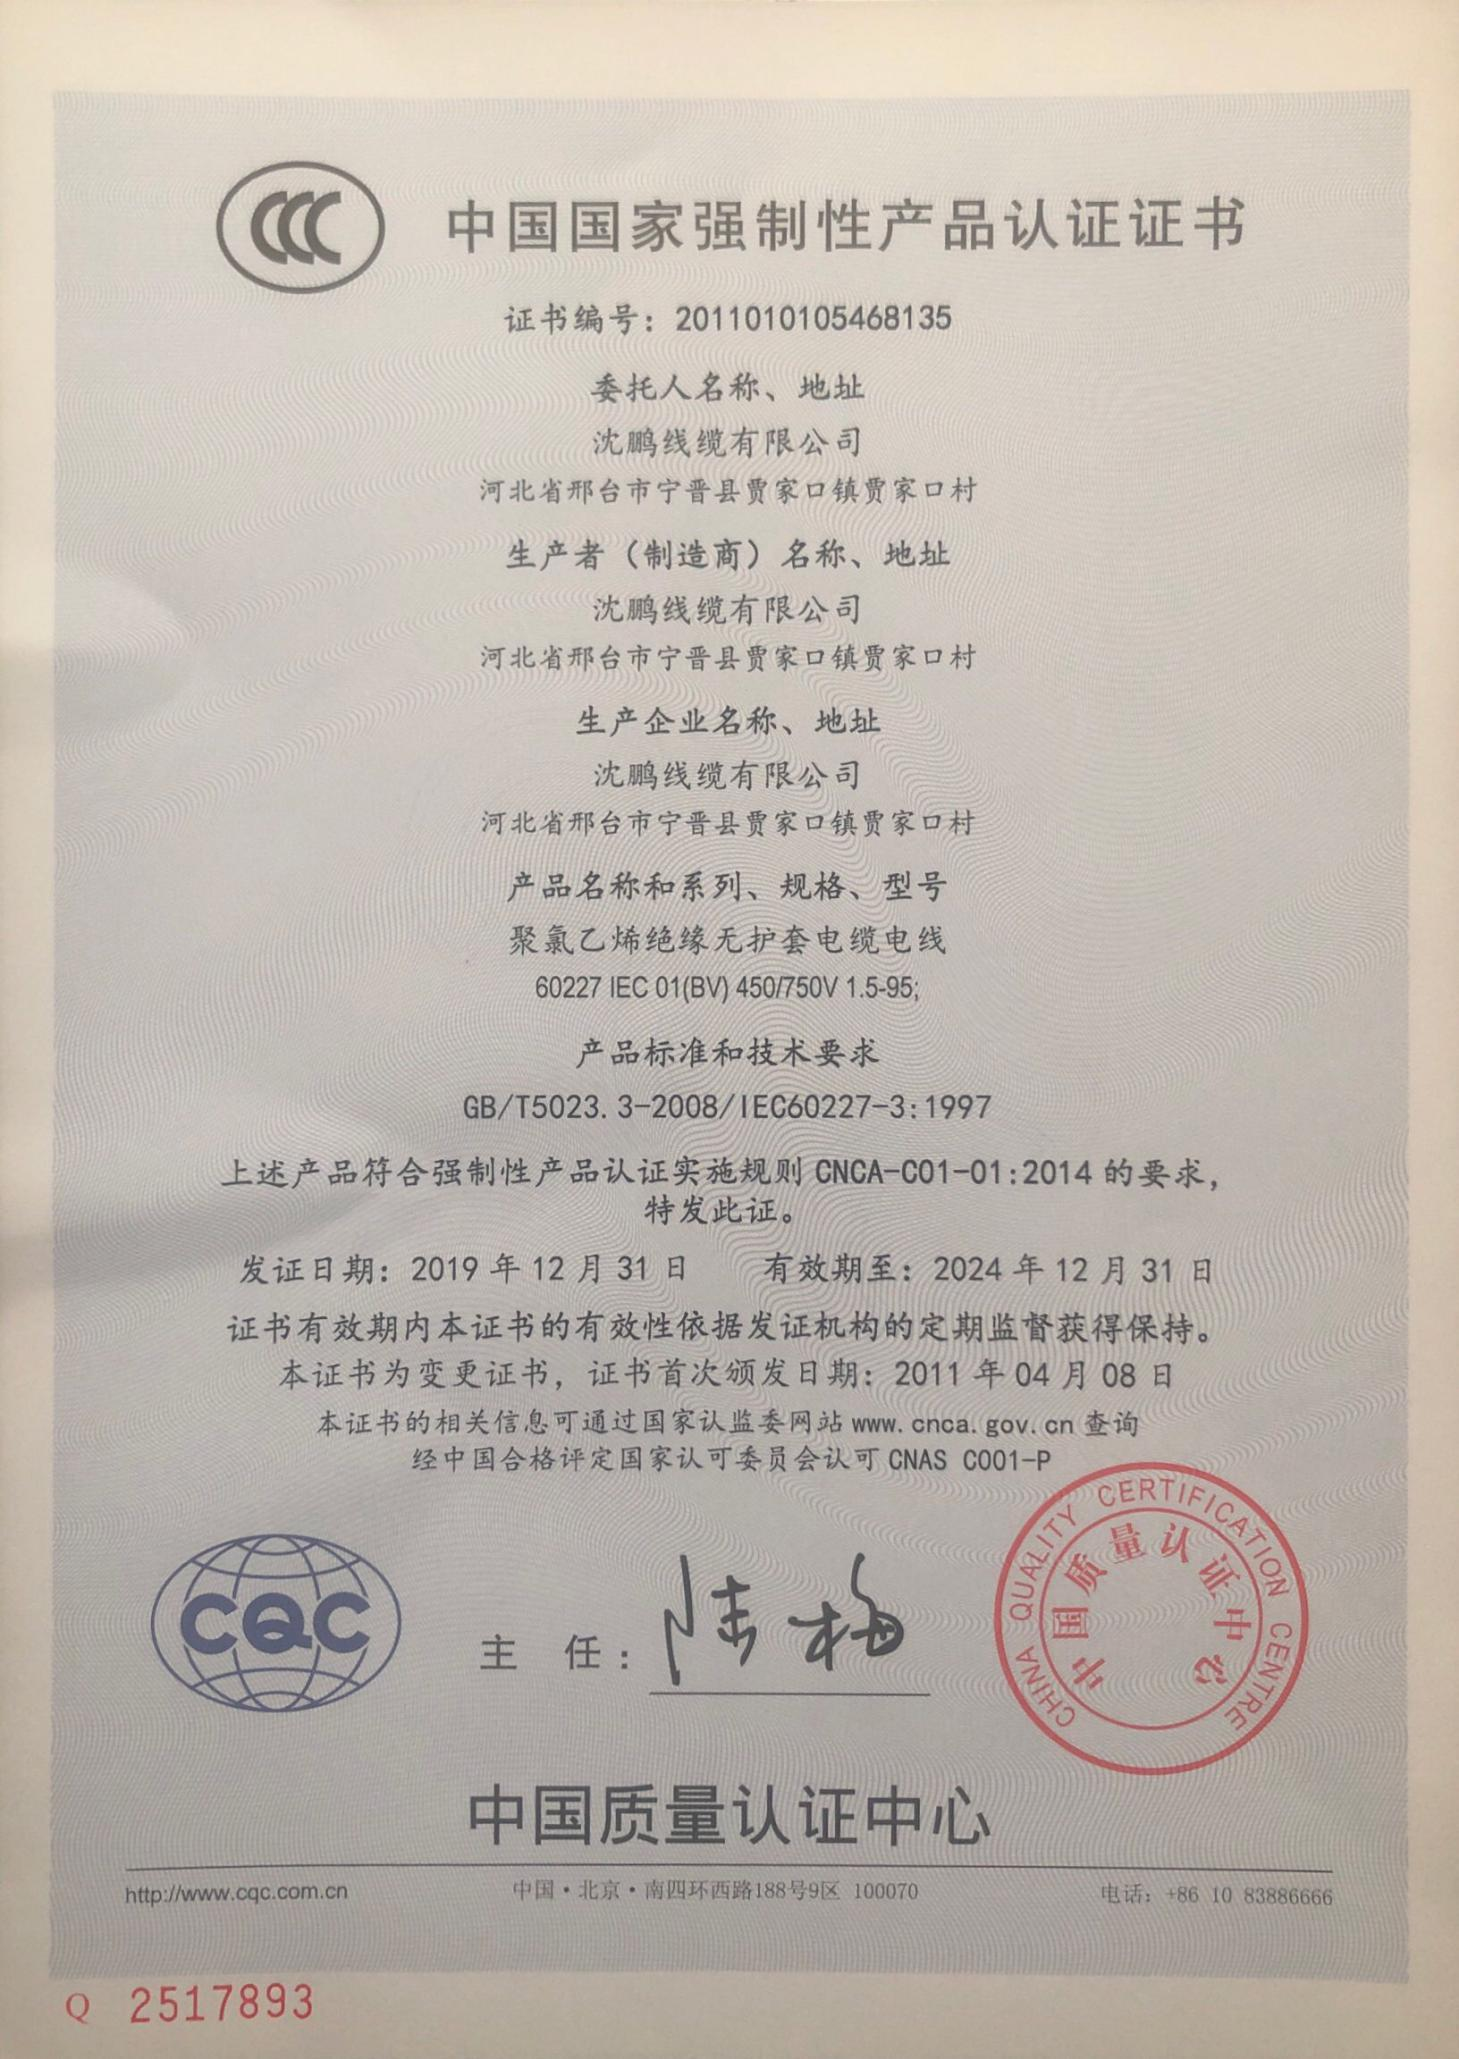 CCC
中国国家强制性产品认证证书
证书编号：2011010105468135
委托人名称、地址
沈鹏线缆有限公司
河北省邢台市宁晋县贾家口镇贾家口村
生产者（制造商）名称、地址
沈鹏线缆有限公司
河北省邢台市宁晋县贾家口镇贾家口村
生产企业名称、地址
沈鹏线缆有限公司
河北省邢台市宁晋县贾家口镇贾家口村
产品名称和系列、规格、型号
聚氯乙烯绝缘无护套电缆电线
60227 IEC 01(BV) 450/750V 1.5-95;
产品标准和技术要求
GB/T5023.3-2008/IEC60227-3:1997
上述产品符合强制性产品认证实施规则 CNCA-C01-01:2014 的要求，
特发此证。
发证日期：2019 年 12 月 31 日 有效期至：2024 年 12 月 31 日
证书有效期内本证书的有效性依据发证机构的定期监督获得保持。
本证书为变更证书，证书首次颁发日期：2011 年 04 月 08 日
本证书的相关信息可通过国家认监委网站 www.cnca.gov.cn 查询
经中国合格评定国家认可委员会认可 CNAS C001-P
CQC
主 任：陆梅
CHINA QUALITY CERTIFICATION CENTRE
中国质量认证中心
中国质量认证中心
http://www.cqc.com.cn 中国·北京·南四环西路188号9区 100070 电话：+86 10 83886666
Q 2517893